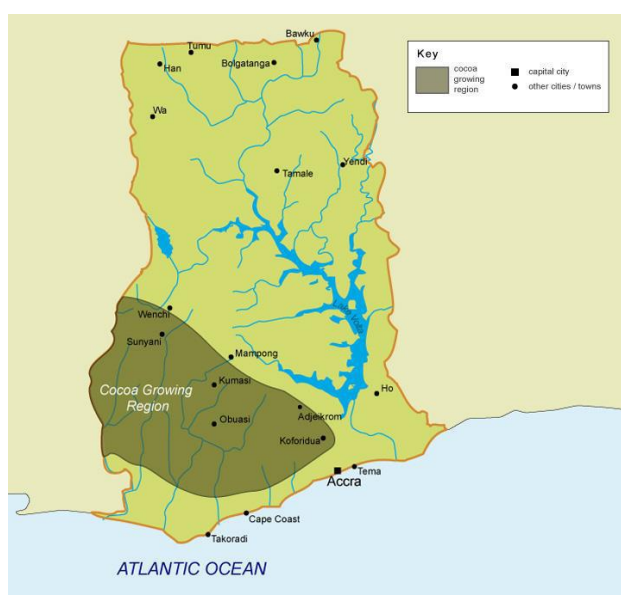 Bawku
Tumu
Han
Bolgatanga
Wa
Yendi
Tamale
Lake Volta
Wenchi
Sunyani
Mampong
Kumasi
Ho
Cocoa Growing
Region
Adjeikrom
Obuasi
Koforidua
Tema
Accra
Cape Coast
Takoradi
ATLANTIC OCEAN
Key
cocoa
growing
region
capital city
other cities / towns